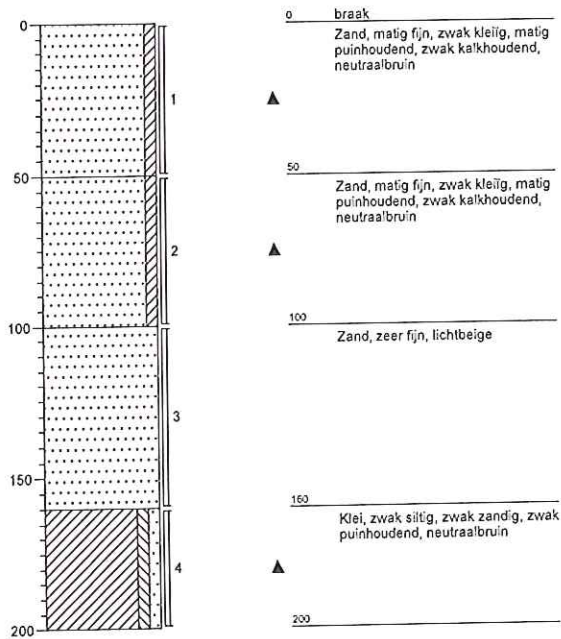 0 braak
Zand, matig fijn, zwak kleiïg, matig
puinhoudend, zwak kalkhoudend,
neutraalbruin
50
Zand, matig fijn, zwak kleiïg, matig
puinhoudend, zwak kalkhoudend,
neutraalbruin
100
Zand, zeer fijn, lichtbeige
160
Klei, zwak siltig, zwak zandig, zwak
puinhoudend, neutraalbruin
200
0
1
50
2
100
3
150
4
200